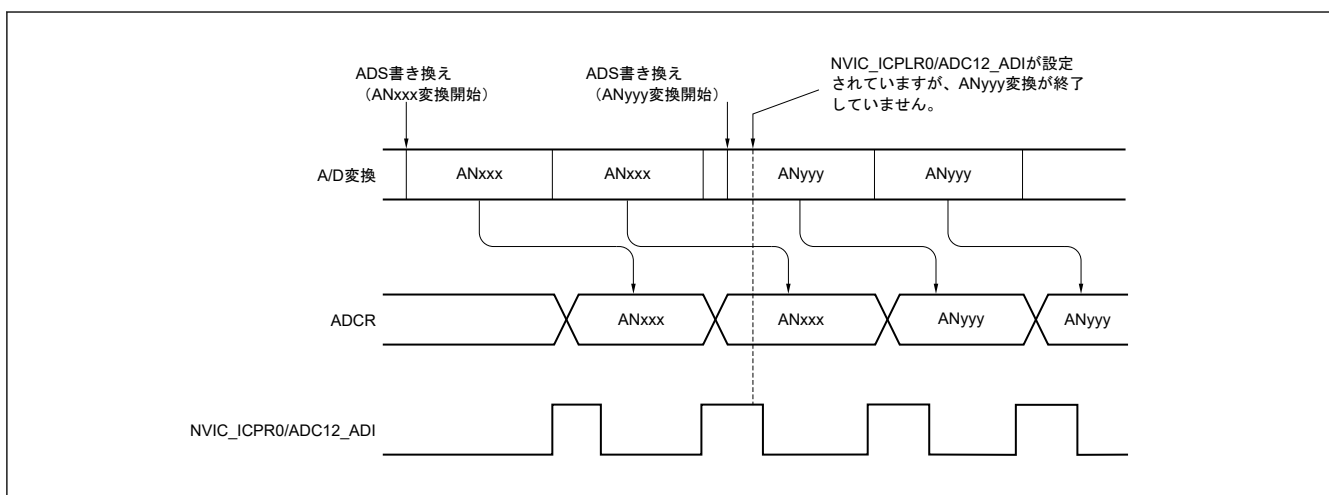 ADS書き換え
（ANxxx変換開始）
ADS書き換え
（ANyyy変換開始）
NVIC_ICPLR0/ADC12_ADIが設定
されていますが、ANyyy変換が終了
していません。
A/D変換
ANxxx
ANxxx
ANyyy
ANyyy
ADCR
ANxxx
ANxxx
ANyyy
ANyyy
NVIC_ICPR0/ADC12_ADI